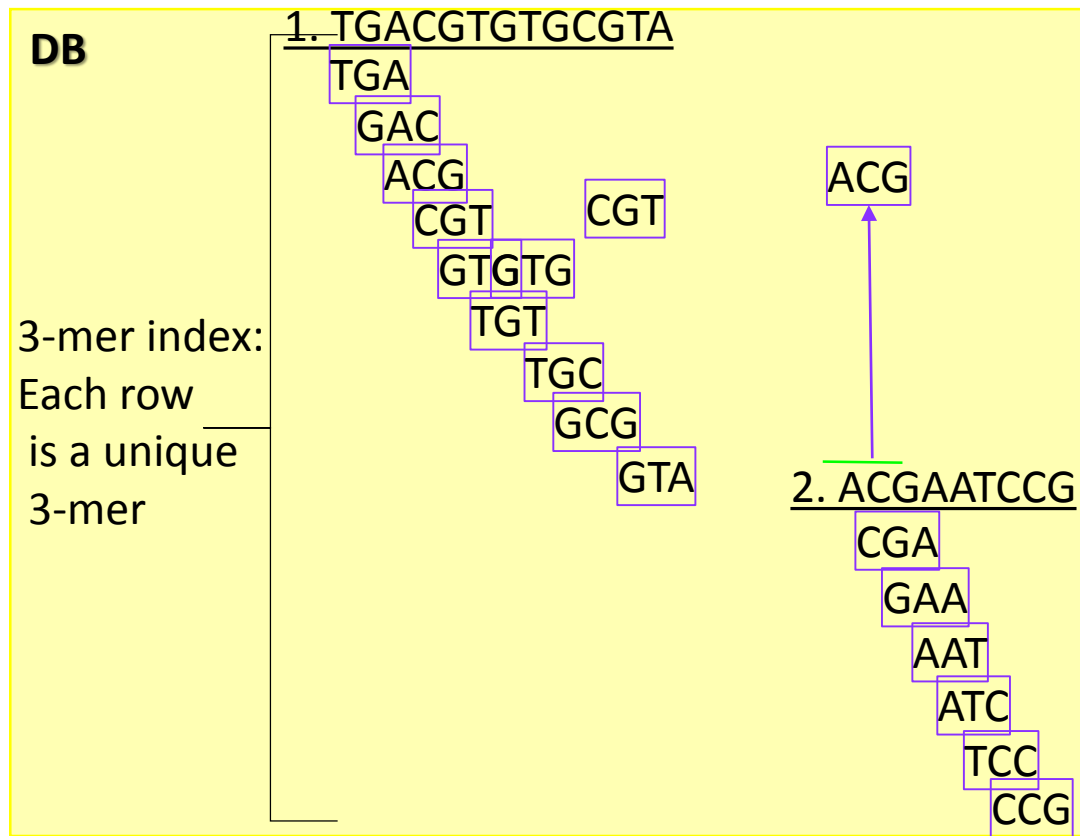 DB
1. TGACGTGTGCGTA
TGA
GAC
ACG
CGT
CGT
ACG
GTGTG
TGT
TGC
GCG
GTA
3-mer index:
Each row
is a unique
3-mer
2. ACGAATCCG
CGA
GAA
AAT
ATC
TCC
CCG